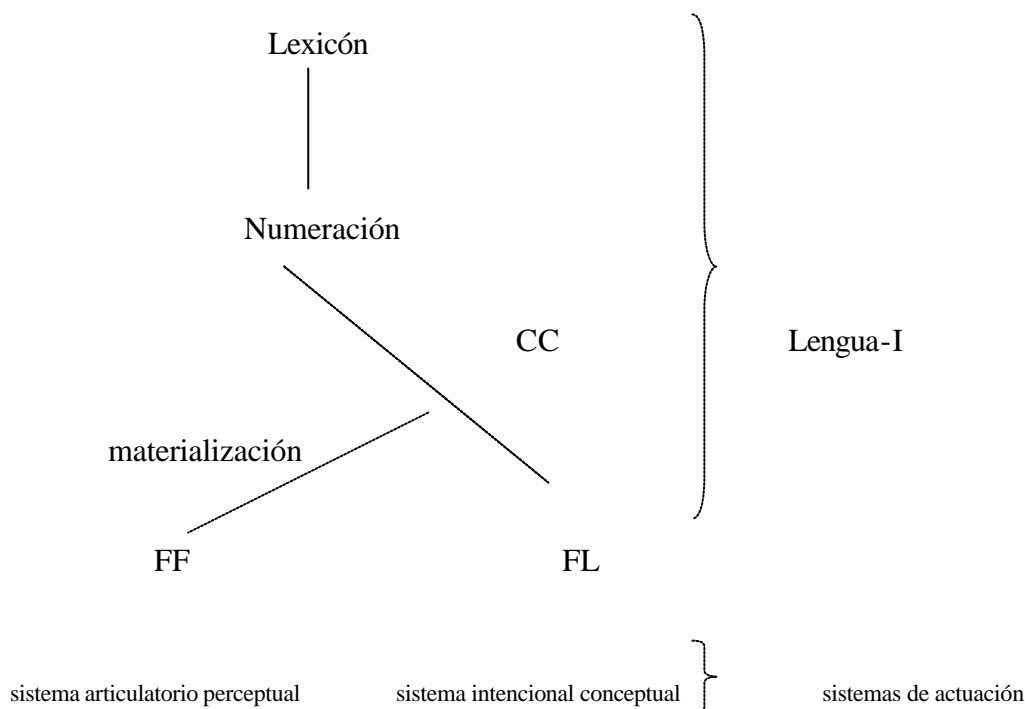 Lexicón
Numeración
CC Lengua-I
materialización
FF FL
sistema articulatorio perceptual sistema intencional conceptual sistemas de actuación